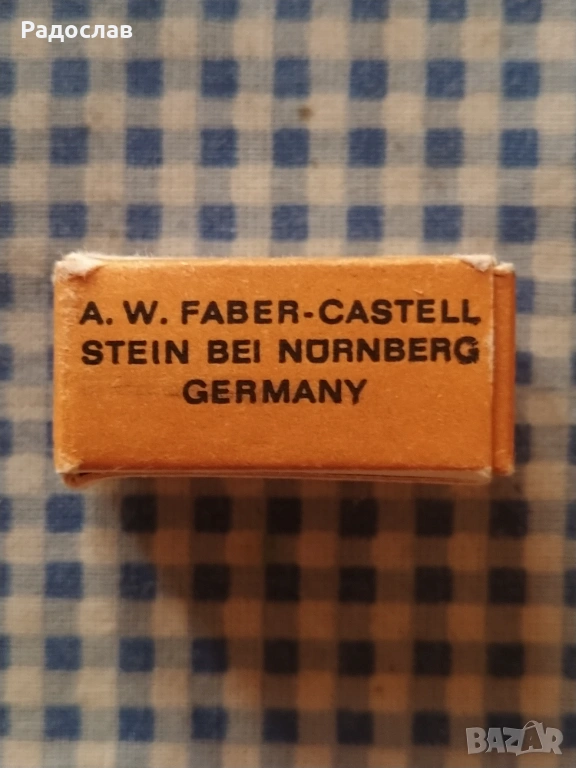 Радослав
A. W. FABER-CASTELL
STEIN BEI NÜRNBERG
GERMANY
BAZAR